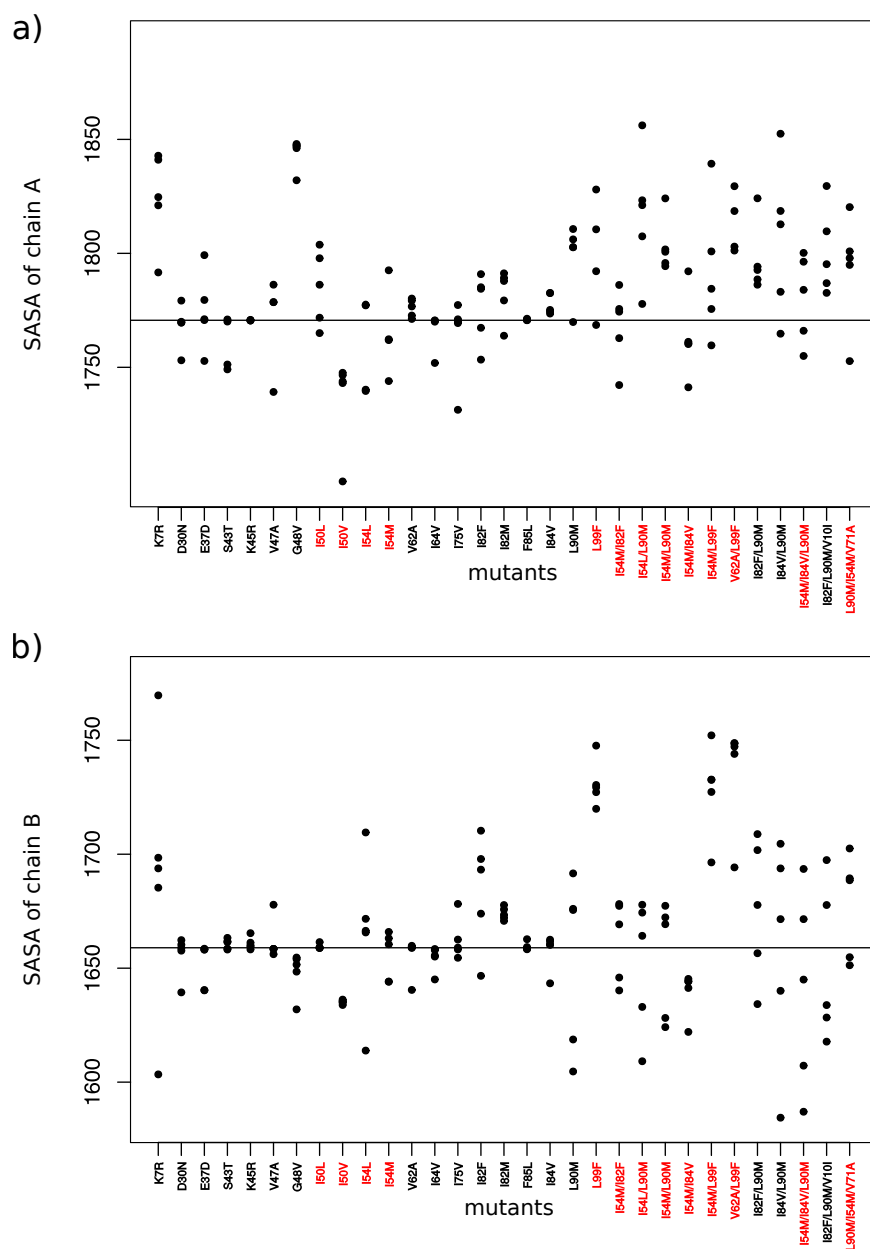 a)
SASA of chain A
1850
1800
1750
K7R
D30N
E37D
S43T
K45R
V47A
G48V
I50L
I50V
I54L
I54M
V62A
I64V
I75V
I82F
I82M
F85L
I84V
L90M
L99F
I54M/I82F
I54L/L90M
I54M/L90M
I54M/I84V
I54M/L99F
V62A/L99F
I82F/L90M
I84V/L90M
I54M/I84V/L90M
I82F/L90M/V10I
L90M/I54M/V71A
mutants
b)
SASA of chain B
1750
1700
1650
1600
K7R
D30N
E37D
S43T
K45R
V47A
G48V
I50L
I50V
I54L
I54M
V62A
I64V
I75V
I82F
I82M
F85L
I84V
L90M
L99F
I54M/I82F
I54L/L90M
I54M/L90M
I54M/I84V
I54M/L99F
V62A/L99F
I82F/L90M
I84V/L90M
I54M/I84V/L90M
I82F/L90M/V10I
L90M/I54M/V71A
mutants